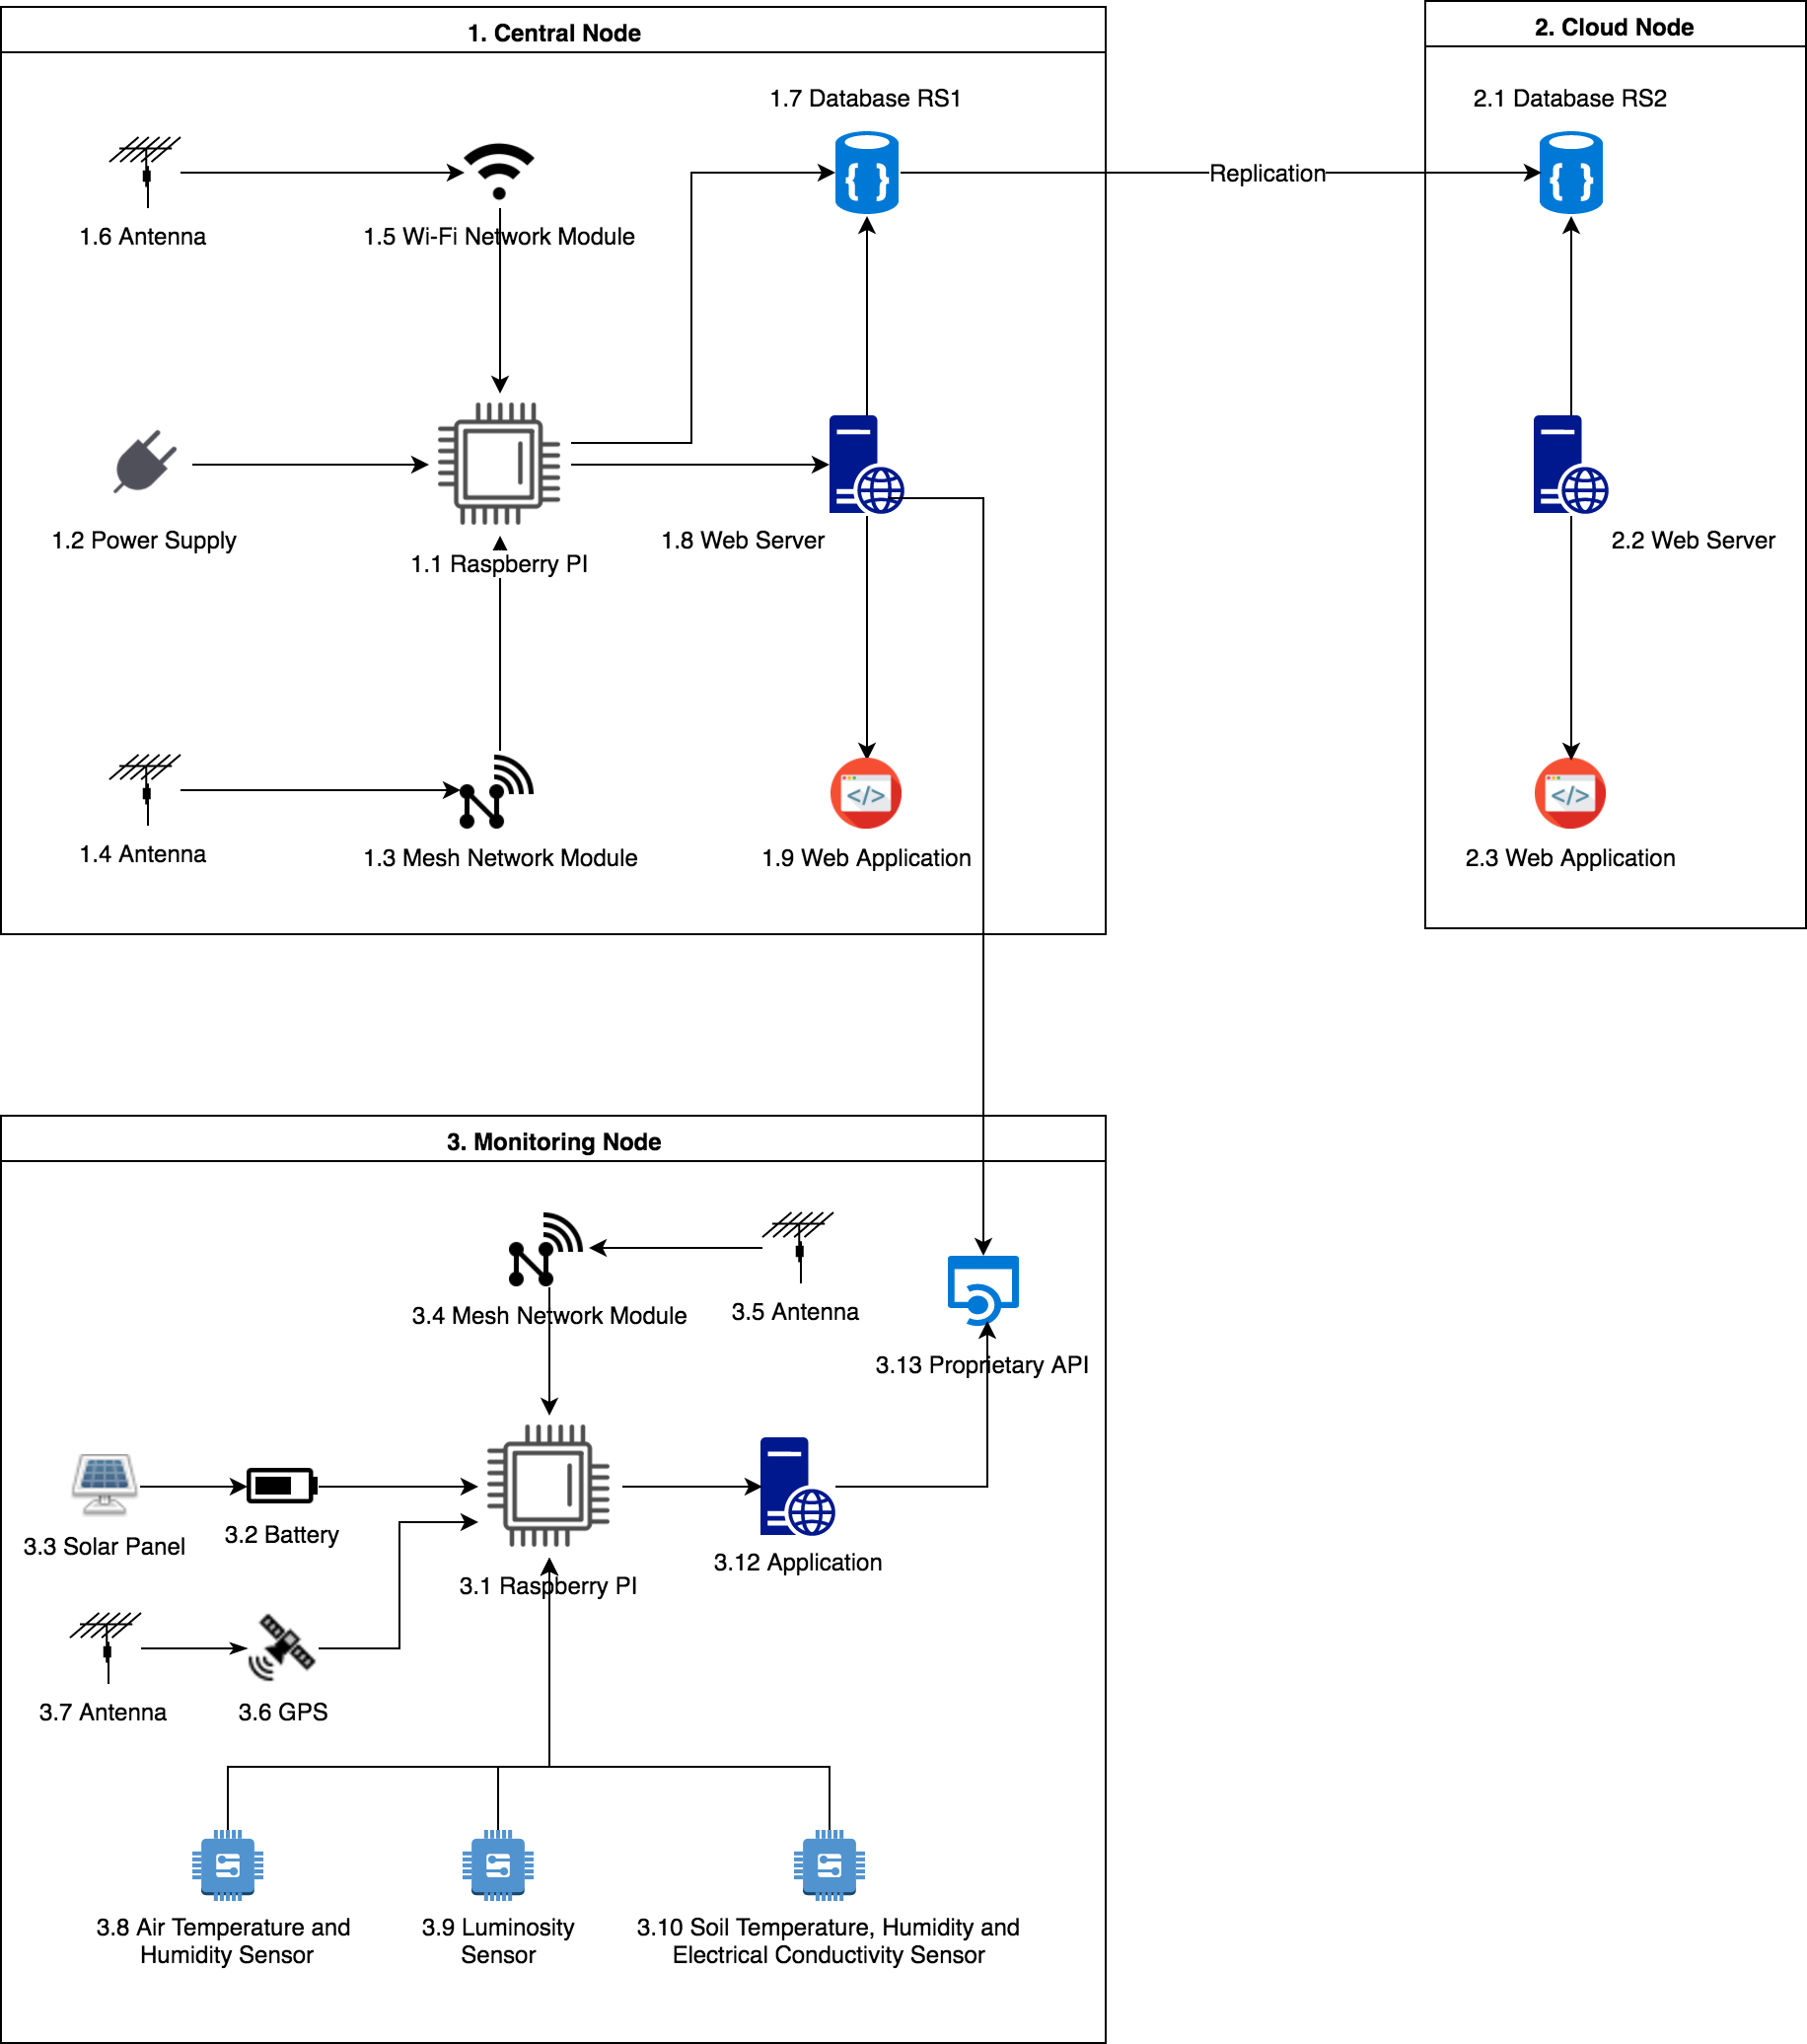 1. Central Node
2. Cloud Node
1.7 Database RS1
2.1 Database RS2
{ }
Replication
{ }
1.6 Antenna
1.5 Wi-Fi Network Module
1.2 Power Supply
1.1 Raspberry PI
1.8 Web Server
2.2 Web Server
</>
</>
1.4 Antenna
1.3 Mesh Network Module
1.9 Web Application
2.3 Web Application
3. Monitoring Node
3.4 Mesh Network Module
3.5 Antenna
3.13 Proprietary API
3.3 Solar Panel
3.2 Battery
3.1 Raspberry PI
3.12 Application
3.7 Antenna
3.6 GPS
3.8 Air Temperature and
Humidity Sensor
3.9 Luminosity
Sensor
3.10 Soil Temperature, Humidity and
Electrical Conductivity Sensor